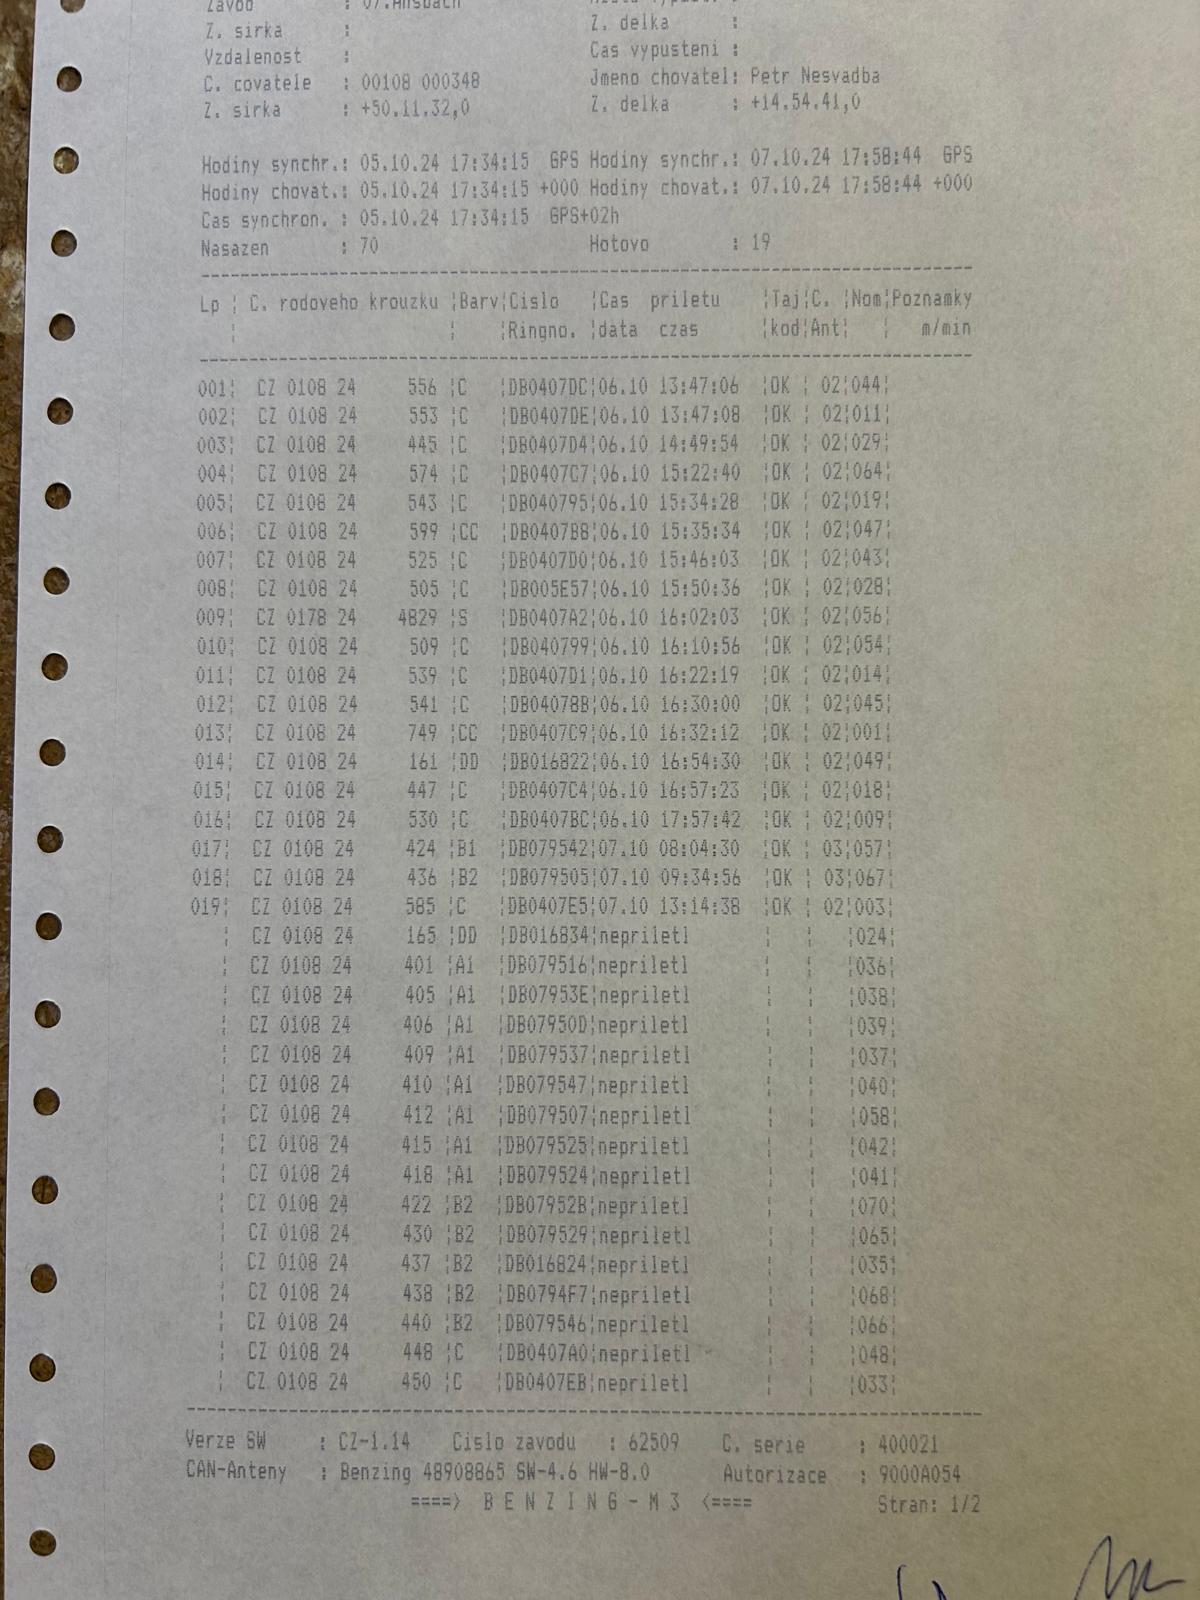 Zavod : 07.Ansbach
Z. sirka : Z. delka :
Vzdalenost : Cas vypusteni :
C. covatele : 00108 000348 Jmeno chovatel: Petr Nesvadba
Z. sirka : +50.11.32,0 Z. delka : +14.54.41,0
Hodiny synchr.: 05.10.24 17:34:15 GPS Hodiny synchr.: 07.10.24 17:58:44 GPS
Hodiny chovat.: 05.10.24 17:34:15 +000 Hodiny chovat.: 07.10.24 17:58:44 +000
Cas synchron. : 05.10.24 17:34:15 GPS+02h
Nasazen : 70 Hotovo : 19
Lp ¦ C. rodoveho krouzku ¦Barv¦Cislo ¦Cas priletu ¦Taj¦C. ¦Nom¦Poznamky
¦ ¦ ¦Ringno. ¦data czas ¦kod¦Ant¦ ¦ m/min
001¦ CZ 0108 24 556 ¦C ¦DB0407DC¦06.10 13:47:06 ¦OK ¦ 02¦044¦
002¦ CZ 0108 24 553 ¦C ¦DB0407DE¦06.10 13:47:08 ¦OK ¦ 02¦011¦
003¦ CZ 0108 24 445 ¦C ¦DB0407D4¦06.10 14:49:54 ¦OK ¦ 02¦029¦
004¦ CZ 0108 24 574 ¦C ¦DB0407C7¦06.10 15:22:40 ¦OK ¦ 02¦064¦
005¦ CZ 0108 24 543 ¦C ¦DB040795¦06.10 15:34:28 ¦OK ¦ 02¦019¦
006¦ CZ 0108 24 599 ¦CC ¦DB0407B8¦06.10 15:35:34 ¦OK ¦ 02¦047¦
007¦ CZ 0108 24 525 ¦C ¦DB0407D0¦06.10 15:46:03 ¦OK ¦ 02¦043¦
008¦ CZ 0108 24 505 ¦C ¦DB005E57¦06.10 15:50:36 ¦OK ¦ 02¦028¦
009¦ CZ 0178 24 4829 ¦S ¦DB0407A2¦06.10 16:02:03 ¦OK ¦ 02¦056¦
010¦ CZ 0108 24 509 ¦C ¦DB040799¦06.10 16:10:56 ¦OK ¦ 02¦054¦
011¦ CZ 0108 24 539 ¦C ¦DB0407D1¦06.10 16:22:19 ¦OK ¦ 02¦014¦
012¦ CZ 0108 24 541 ¦C ¦DB04078B¦06.10 16:30:00 ¦OK ¦ 02¦045¦
013¦ CZ 0108 24 749 ¦CC ¦DB0407C9¦06.10 16:32:12 ¦OK ¦ 02¦001¦
014¦ CZ 0108 24 161 ¦DD ¦DB016822¦06.10 16:54:30 ¦OK ¦ 02¦049¦
015¦ CZ 0108 24 447 ¦C ¦DB0407C4¦06.10 16:57:23 ¦OK ¦ 02¦018¦
016¦ CZ 0108 24 530 ¦C ¦DB0407BC¦06.10 17:57:42 ¦OK ¦ 02¦009¦
017¦ CZ 0108 24 424 ¦B1 ¦DB079542¦07.10 08:04:30 ¦OK ¦ 03¦057¦
018¦ CZ 0108 24 436 ¦B2 ¦DB079505¦07.10 09:34:56 ¦OK ¦ 03¦067¦
019¦ CZ 0108 24 585 ¦C ¦DB0407E5¦07.10 13:14:38 ¦OK ¦ 02¦003¦
¦ CZ 0108 24 165 ¦DD ¦DB016834¦nepriletl ¦ ¦ ¦024¦
¦ CZ 0108 24 401 ¦A1 ¦DB079516¦nepriletl ¦ ¦ ¦036¦
¦ CZ 0108 24 405 ¦A1 ¦DB07953E¦nepriletl ¦ ¦ ¦038¦
¦ CZ 0108 24 406 ¦A1 ¦DB07950D¦nepriletl ¦ ¦ ¦039¦
¦ CZ 0108 24 409 ¦A1 ¦DB079537¦nepriletl ¦ ¦ ¦037¦
¦ CZ 0108 24 410 ¦A1 ¦DB079547¦nepriletl ¦ ¦ ¦040¦
¦ CZ 0108 24 412 ¦A1 ¦DB079507¦nepriletl ¦ ¦ ¦058¦
¦ CZ 0108 24 415 ¦A1 ¦DB079525¦nepriletl ¦ ¦ ¦042¦
¦ CZ 0108 24 418 ¦A1 ¦DB079524¦nepriletl ¦ ¦ ¦041¦
¦ CZ 0108 24 422 ¦B2 ¦DB07952B¦nepriletl ¦ ¦ ¦070¦
¦ CZ 0108 24 430 ¦B2 ¦DB079529¦nepriletl ¦ ¦ ¦065¦
¦ CZ 0108 24 437 ¦B2 ¦DB016824¦nepriletl ¦ ¦ ¦035¦
¦ CZ 0108 24 438 ¦B2 ¦DB0794F7¦nepriletl ¦ ¦ ¦068¦
¦ CZ 0108 24 440 ¦B2 ¦DB079546¦nepriletl ¦ ¦ ¦066¦
¦ CZ 0108 24 448 ¦C ¦DB0407A0¦nepriletl ¦ ¦ ¦048¦
¦ CZ 0108 24 450 ¦C ¦DB0407EB¦nepriletl ¦ ¦ ¦033¦
Verze SW : CZ-1.14 Cislo zavodu : 62509 C. serie : 400021
CAN-Anteny : Benzing 48908865 SW-4.6 HW-8.0 Autorizace : 9000A054
====> B E N Z I N G - M 3 <==== Stran: 1/2